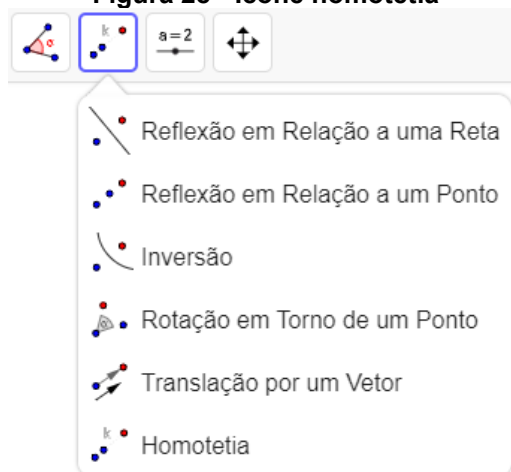 Figura 28 - Ícone homotetia
α k a=2
Reflexão em Relação a uma Reta
Reflexão em Relação a um Ponto
Inversão
Rotação em Torno de um Ponto
Translação por um Vetor
k Homotetia